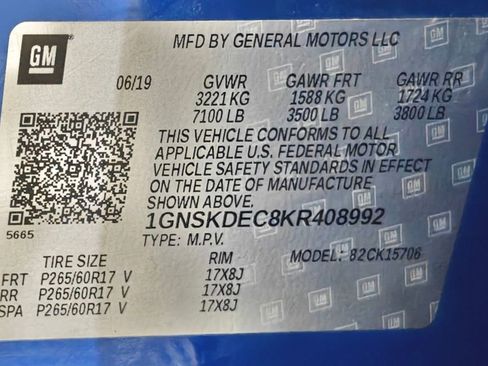 GM
MFD BY GENERAL MOTORS LLC
06/19 GVWR GAWR FRT GAWR RR
3221 KG 1588 KG 1724 KG
7100 LB 3500 LB 3800 LB
THIS VEHICLE CONFORMS TO ALL
APPLICABLE U.S. FEDERAL MOTOR
VEHICLE SAFETY STANDARDS IN EFFECT
ON THE DATE OF MANUFACTURE
SHOWN ABOVE.
1GNSKDEC8KR408992
5665
TYPE: M.P.V. MODEL: 82CK15706
TIRE SIZE RIM
FRT P265/60R17 V 17X8J
RR P265/60R17 V 17X8J
SPA P265/60R17 V 17X8J